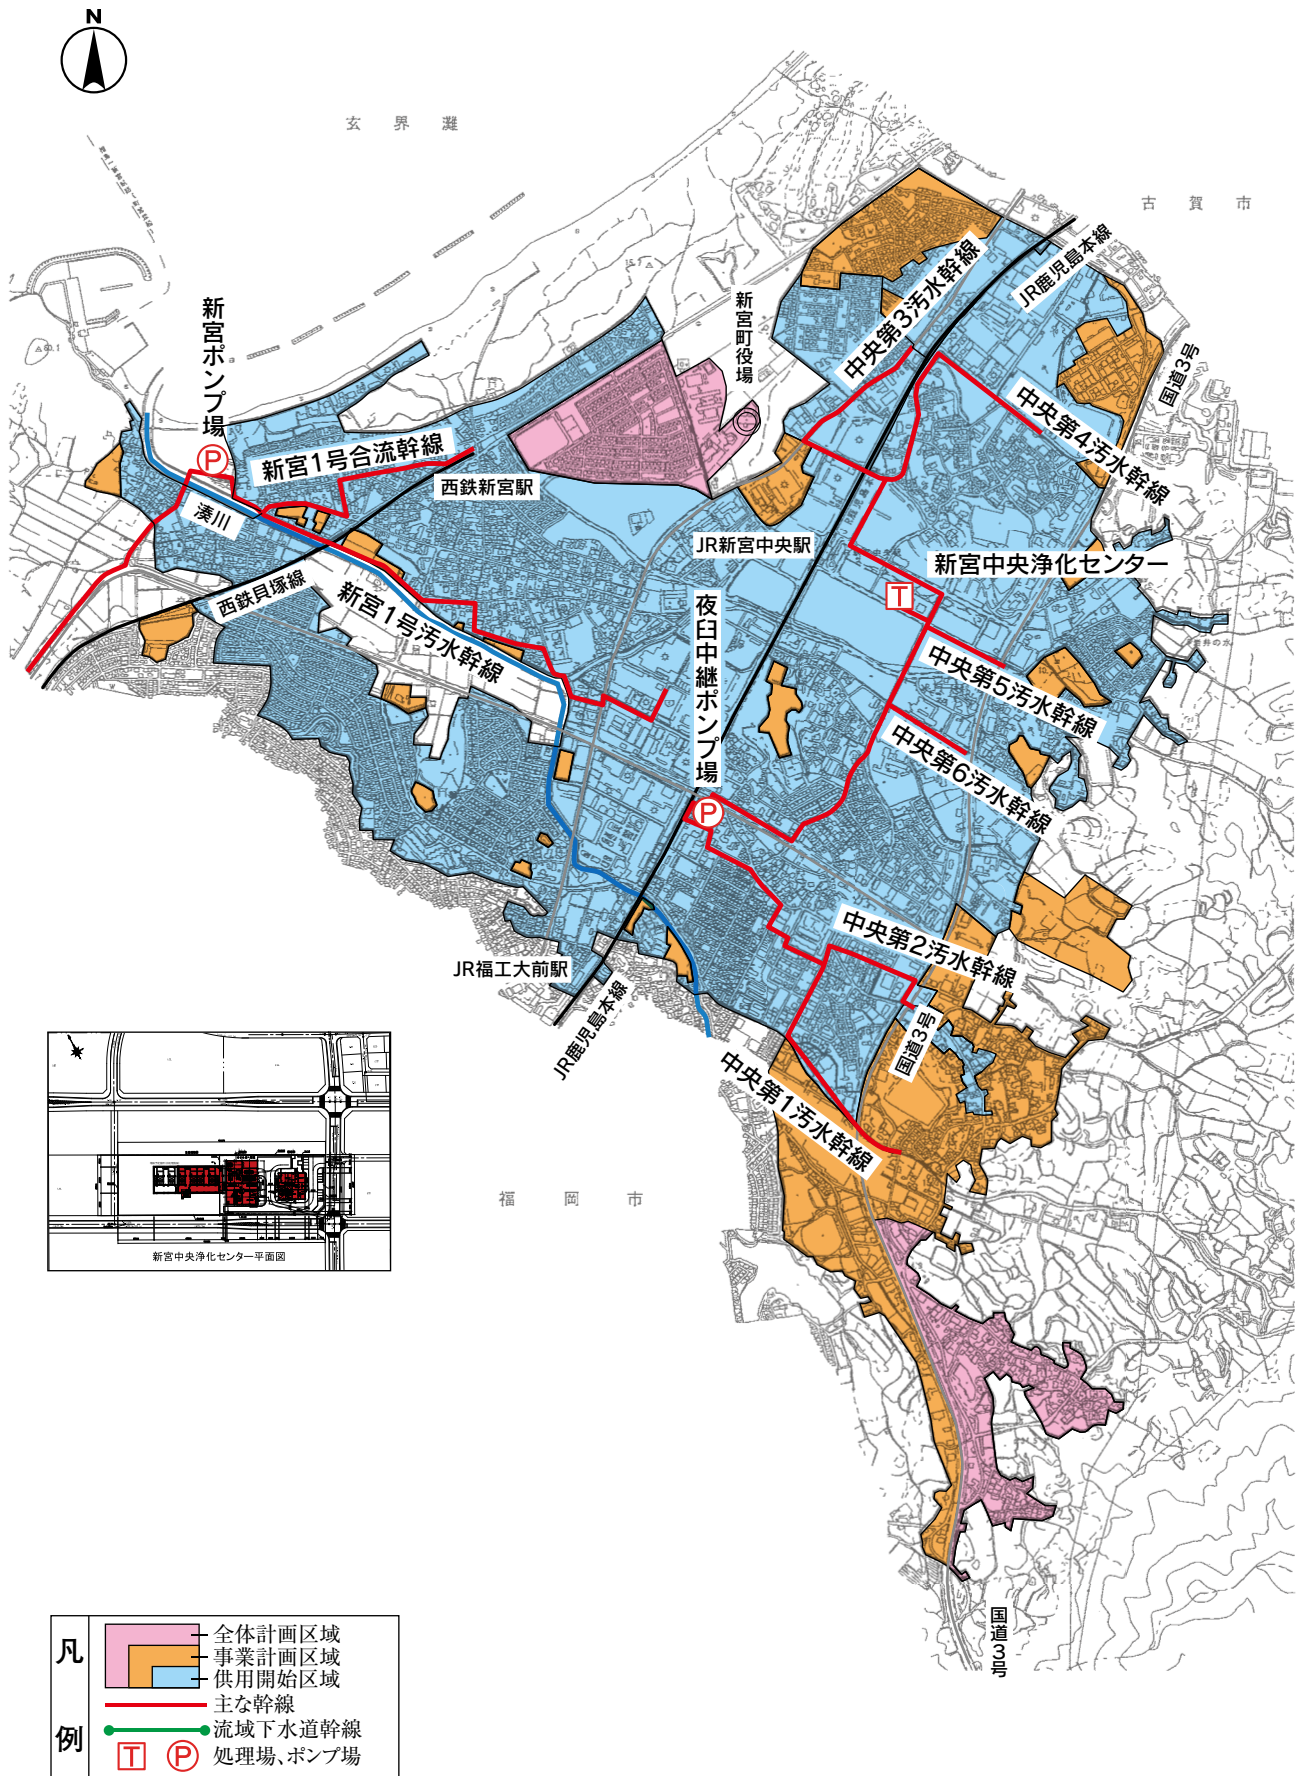 N
玄界灘
古賀市
JR鹿児島本線
中央第3汚水幹線
新宮町役場
新宮ポンプ場
国道3号
中央第4汚水幹線
P
新宮1号合流幹線
西鉄新宮駅
湊川
JR新宮中央駅
新宮中央浄化センター
T
西鉄貝塚線
新宮1号汚水幹線
夜臼中継ポンプ場
中央第5汚水幹線
中央第6汚水幹線
P
中央第2汚水幹線
JR福工大前駅
JR鹿児島本線
国道3号
中央第1汚水幹線
福岡市
新宮中央浄化センター平面図
国道3号
凡例
全体計画区域
事業計画区域
供用開始区域
主な幹線
流域下水道幹線
T P 処理場、ポンプ場